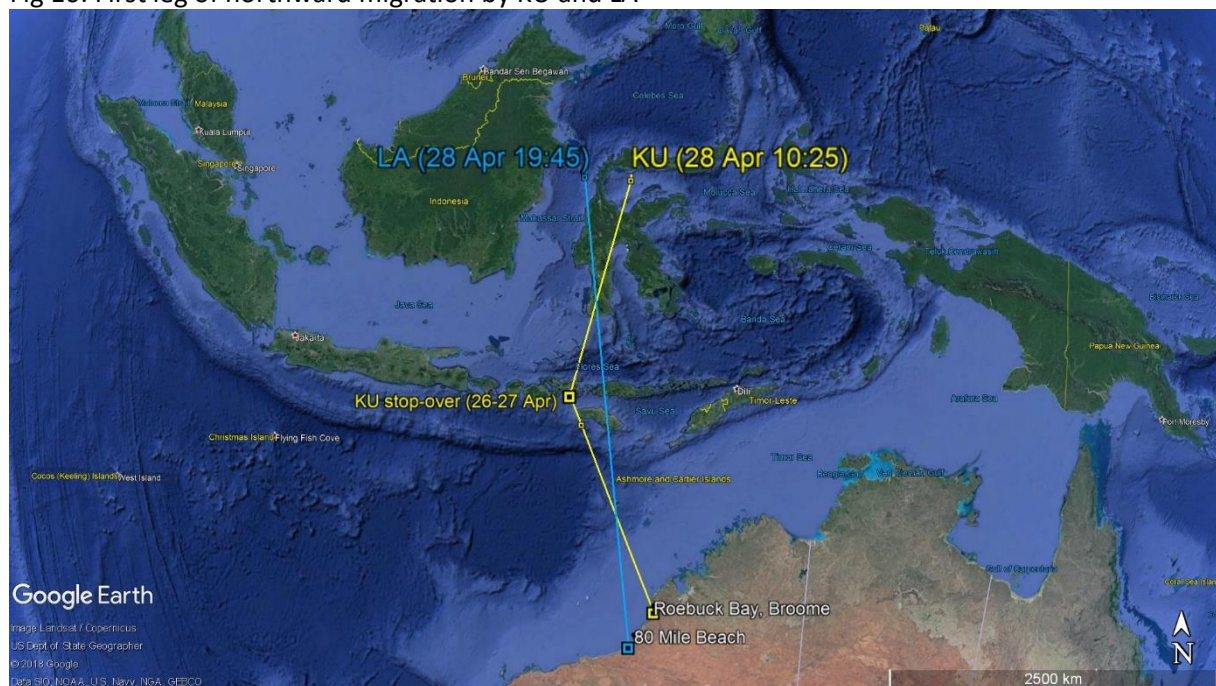 Fig 10. First leg of northward migration by KU and LA
Moro Gulf
Palau
Bandar Seri Begawan
Brunei
Celebes Sea
Malaysia
Kuala Lumpur
LA (28 Apr 19:45)
KU (28 Apr 10:25)
Singapore
Singapore
Indonesia
Molucca Sea
Halmahera Sea
Makassar Strait
Java Sea
Banda Sea
Papua New Guinea
Jakarta
Flores Sea
KU stop-over (26-27 Apr)
Dili
Timor-Leste
Savu Sea
Arafura Sea
Port Moresby
Christmas Island
Flying Fish Cove
Timor Sea
Cocos (Keeling) Islands
West Island
Ashmore and Cartier Islands
Gulf of Carpentaria
Google Earth
Roebuck Bay, Broome
Image Landsat / Copernicus
US Dept of State Geographer
© 2018 Google
Data SIO, NOAA, U.S. Navy, NGA, GEBCO
80 Mile Beach
N
2500 km